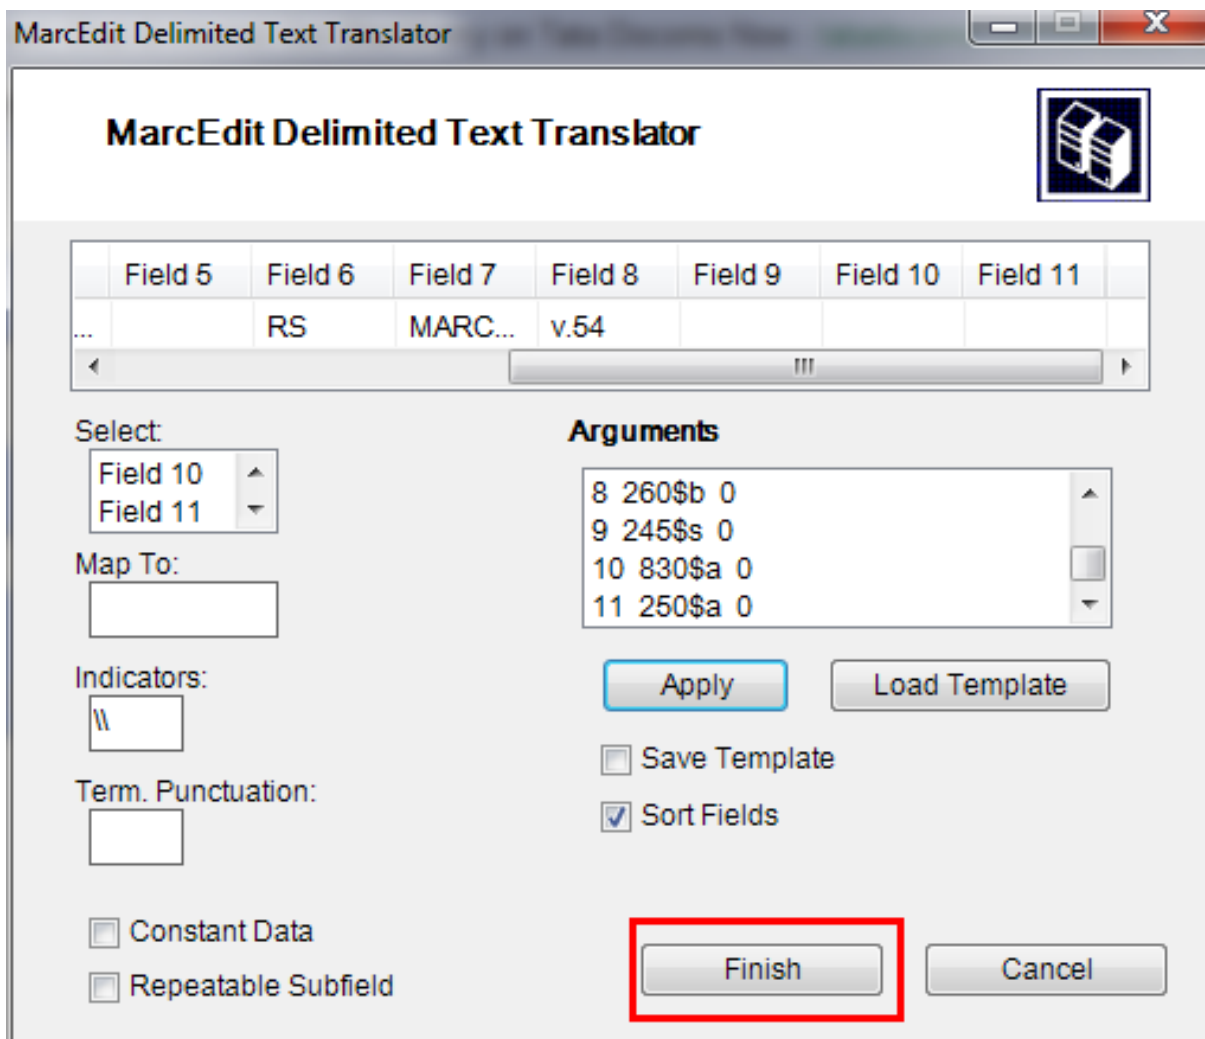 MarcEdit Delimited Text Translator
MarcEdit Delimited Text Translator
Field 5 Field 6 Field 7 Field 8 Field 9 Field 10 Field 11
... RS MARC... v.54
Select:
Field 10
Field 11
Map To:
Indicators:
\\
Term. Punctuation:
Constant Data
Repeatable Subfield
Arguments
8 260$b 0
9 245$s 0
10 830$a 0
11 250$a 0
Apply Load Template
Save Template
Sort Fields
Finish Cancel